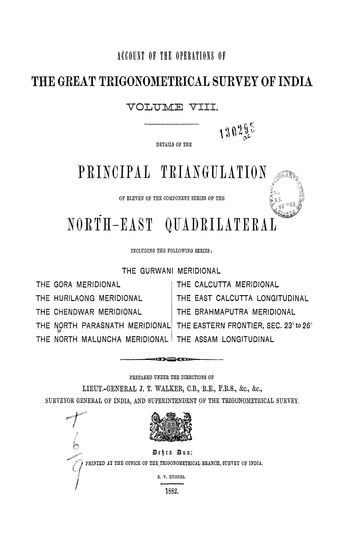 ACCOUNT OF THE OPERATIONS OF
THE GREAT TRIGONOMETRICAL SURVEY OF INDIA
VOLUME VIII.
130295
DETAILS OF THE
PRINCIPAL TRIANGULATION
OF ELEVEN OF THE COMPONENT SERIES OF THE
NORTH-EAST QUADRILATERAL
INCLUDING THE FOLLOWING SERIES:
THE GURWANI MERIDIONAL
THE GORA MERIDIONAL
THE HURILAONG MERIDIONAL
THE CHENDWAR MERIDIONAL
THE NORTH PARASNATH MERIDIONAL
THE NORTH MALUNCHA MERIDIONAL
THE CALCUTTA MERIDIONAL
THE EAST CALCUTTA LONGITUDINAL
THE BRAHMAPUTRA MERIDIONAL
THE EASTERN FRONTIER, SEC. 23° to 26°
THE ASSAM LONGITUDINAL
PREPARED UNDER THE DIRECTIONS OF
LIEUT.-GENERAL J. T. WALKER, C.B., R.E., F.R.S., &c., &c.,
SURVEYOR GENERAL OF INDIA, AND SUPERINTENDENT OF THE TRIGONOMETRICAL SURVEY.
Dehra Dun:
PRINTED AT THE OFFICE OF THE TRIGONOMETRICAL BRANCH, SURVEY OF INDIA.
B. V. HUGHES.
1882.